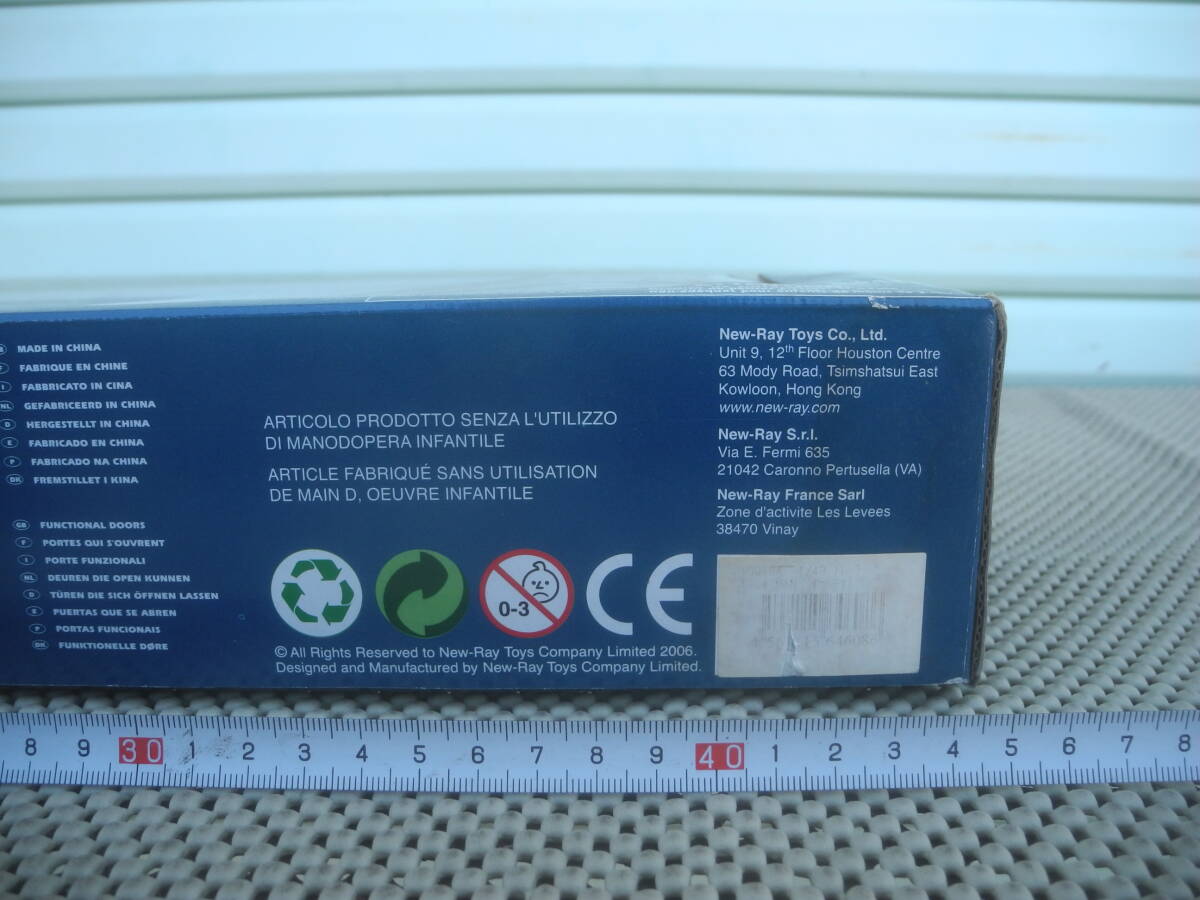 GB MADE IN CHINA
F FABRIQUE EN CHINE
I FABBRICATO IN CINA
NL GEFABRICEERD IN CHINA
D HERGESTELLT IN CHINA
E FABRICADO EN CHINA
P FABRICADO NA CHINA
DK FREMSTILLET I KINA
GB FUNCTIONAL DOORS
F PORTES QUI S'OUVRENT
I PORTE FUNZIONALI
NL DEUREN DIE OPEN KUNNEN
D TÜREN DIE SICH ÖFFNEN LASSEN
E PUERTAS QUE SE ABREN
P PORTAS FUNCIONAIS
DK FUNKTIONELLE DØRE
ARTICOLO PRODOTTO SENZA L'UTILIZZO
DI MANODOPERA INFANTILE
ARTICLE FABRIQUÉ SANS UTILISATION
DE MAIN D, OEUVRE INFANTILE
0-3
CE
© All Rights Reserved to New-Ray Toys Company Limited 2006.
Designed and Manufactured by New-Ray Toys Company Limited.
New-Ray Toys Co., Ltd.
Unit 9, 12th Floor Houston Centre
63 Mody Road, Tsimshatsui East
Kowloon, Hong Kong
www.new-ray.com
New-Ray S.r.l.
Via E. Fermi 635
21042 Caronno Pertusella (VA)
New-Ray France Sarl
Zone d'activite Les Levees
38470 Vinay
8 9 30 1 2 3 4 5 6 7 8 9 40 1 2 3 4 5 6 7 8